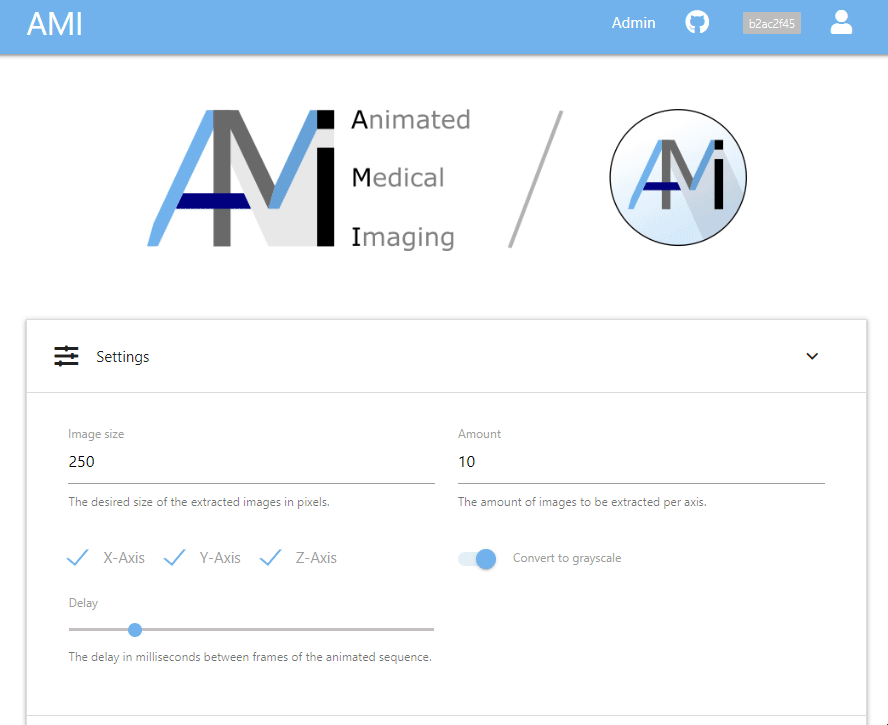 AMI
Admin
b2ac2f45
AMi
Animated
Medical
Imaging
AMi
Settings
Image size
Amount
250
10
The desired size of the extracted images in pixels.
The amount of images to be extracted per axis.
X-Axis
Y-Axis
Z-Axis
Convert to grayscale
Delay
The delay in milliseconds between frames of the animated sequence.